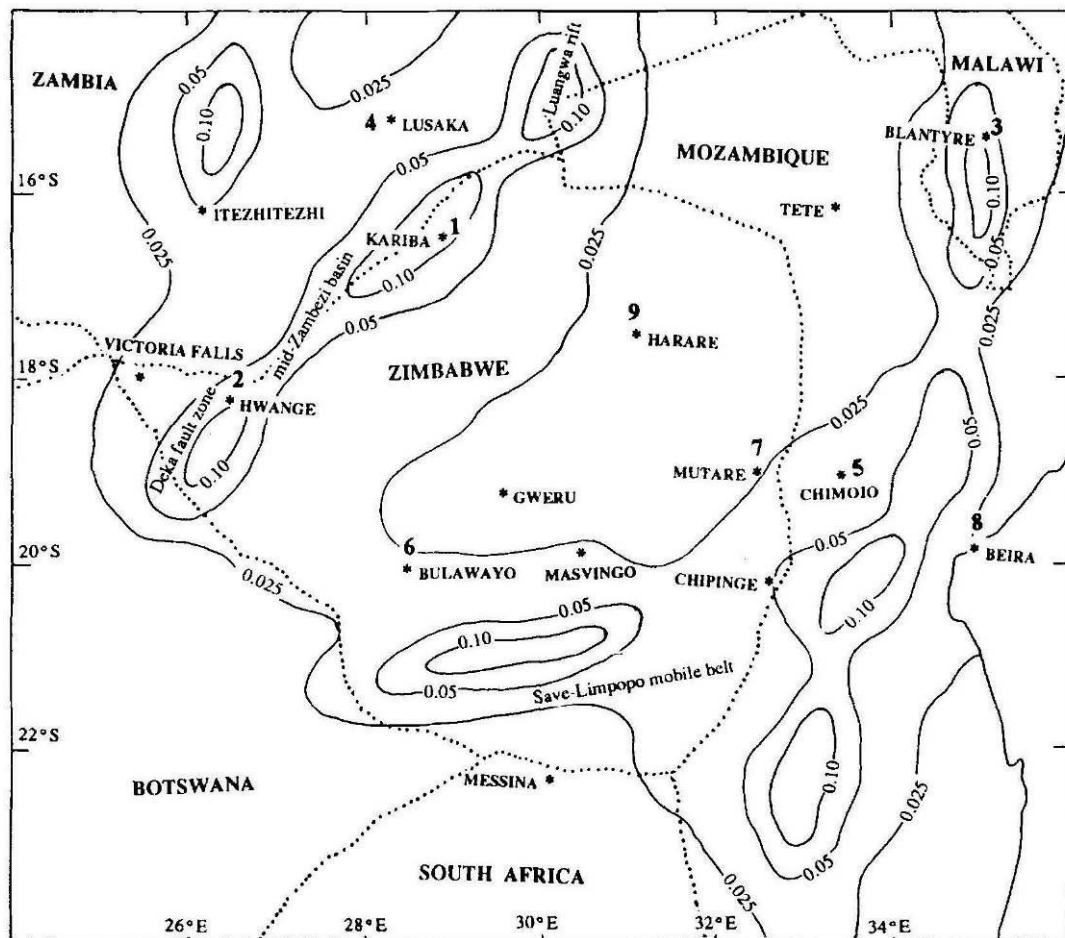 ZAMBIA
0.05
0.10
0.025
4 LUSAKA
Luangwa rift
0.10
0.05
MALAWI
BLANTYRE 3
0.10
0.05
MOZAMBIQUE
TETE
16°S
ITEZHITEZHI
0.025
KARIBA 1
0.10
0.05
mid-Zambezi basin
0.025
0.025
9
HARARE
VICTORIA FALLS
18°S
2
HWANGE
ZIMBABWE
Deka fault zone
0.10
0.025
0.05
7
MUTARE
5
CHIMOIO
GWERU
0.05
8
BEIRA
20°S
6
BULAWAYO
MASVINGO
CHIPINGE
0.10
0.025
0.05
0.10
0.05
Save-Limpopo mobile belt
22°S
BOTSWANA
MESSINA
0.10
0.025
0.05
SOUTH AFRICA
0.025
26°E
28°E
30°E
32°E
34°E